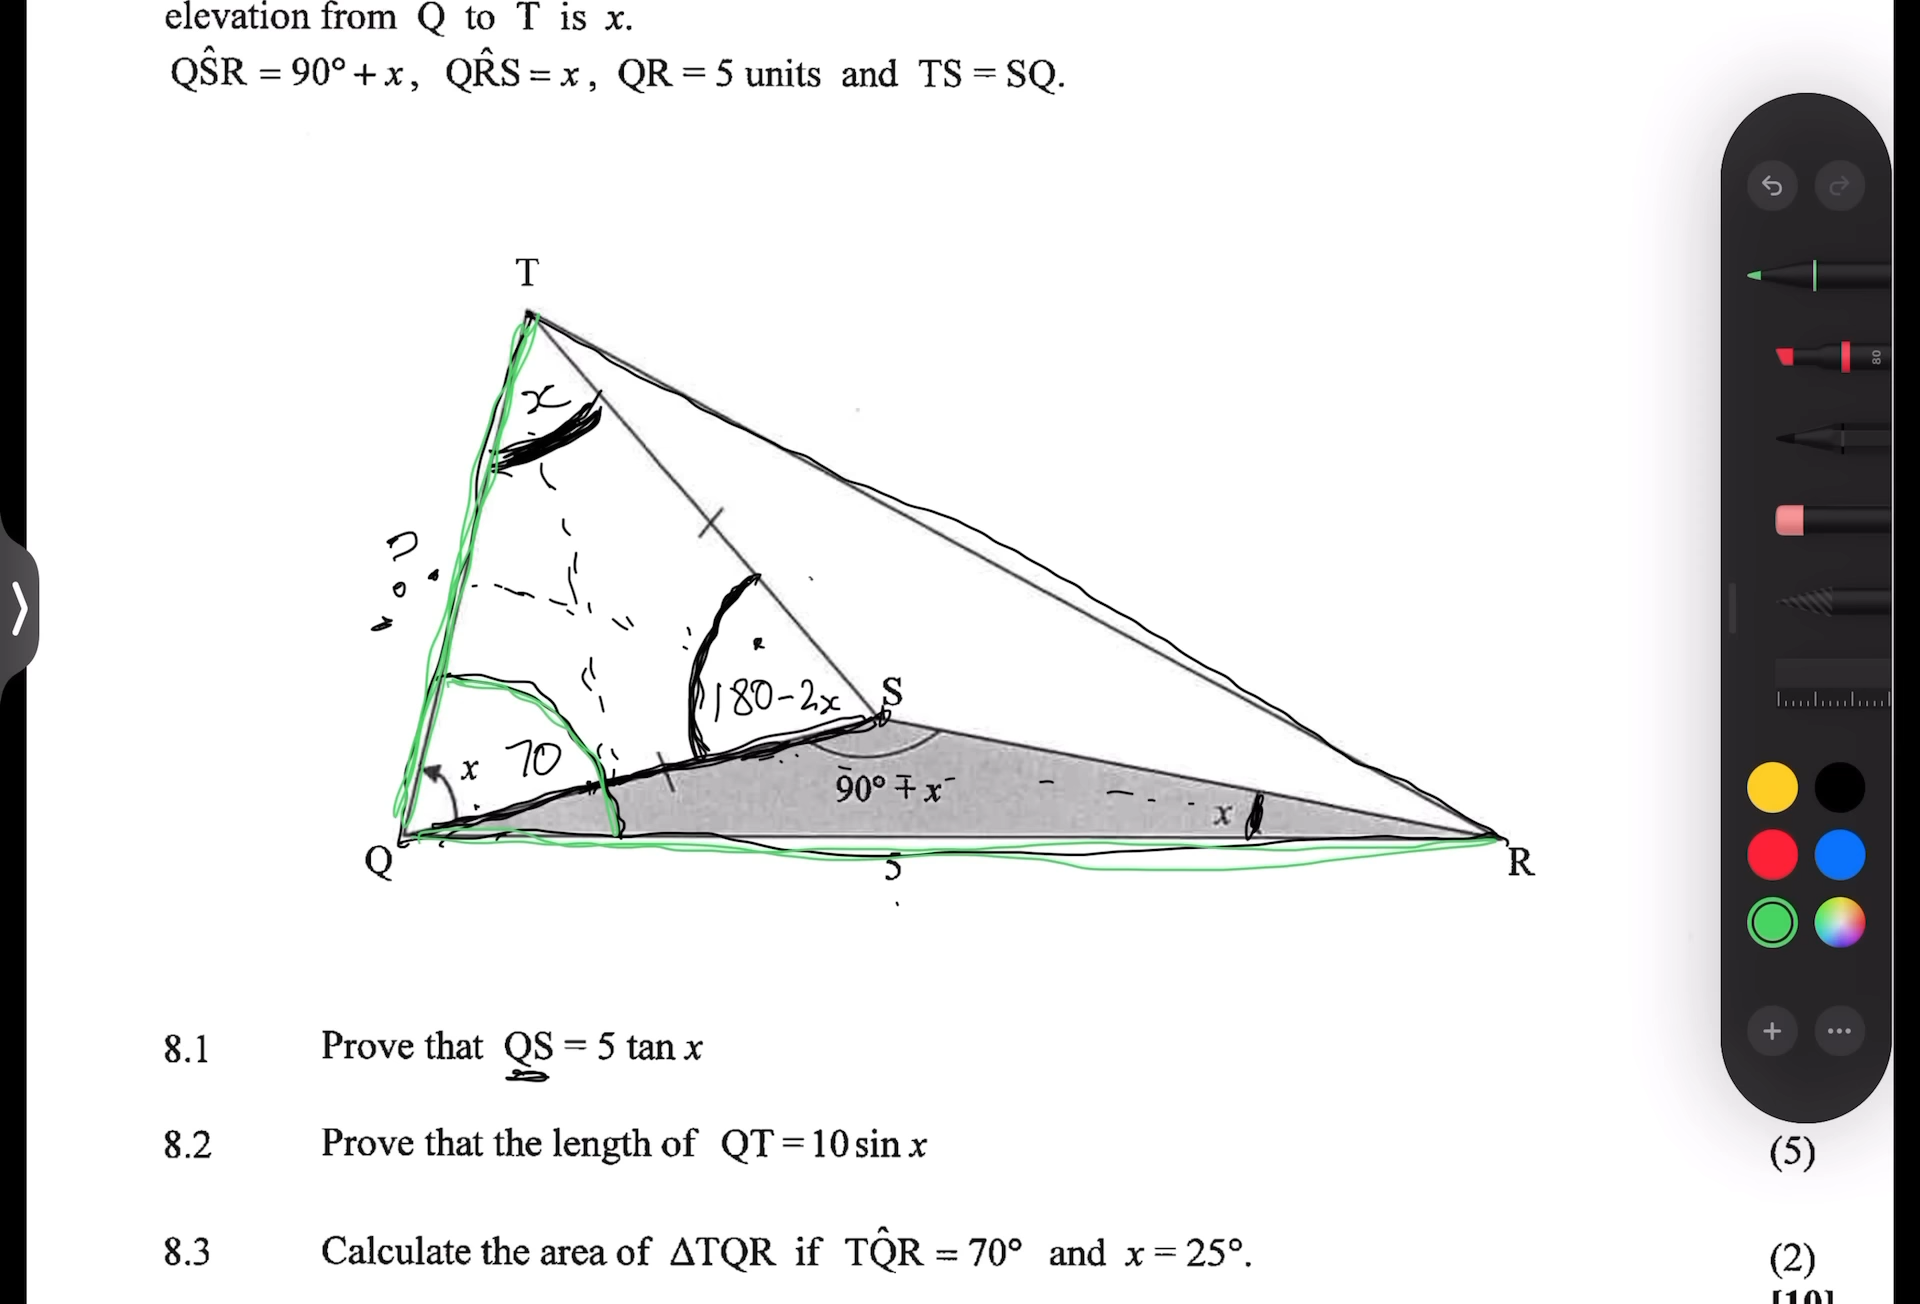 elevation from Q to T is x.
QŜR = 90° + x, QR̂S = x, QR = 5 units and TS = SQ.
T
x
180-2x
S
x 70
90° + x
x
Q
5
R
8.1 Prove that QS = 5 tan x
8.2 Prove that the length of QT = 10 sin x (5)
8.3 Calculate the area of ΔTQR if TQ̂R = 70° and x = 25°. (2)
[10]
80